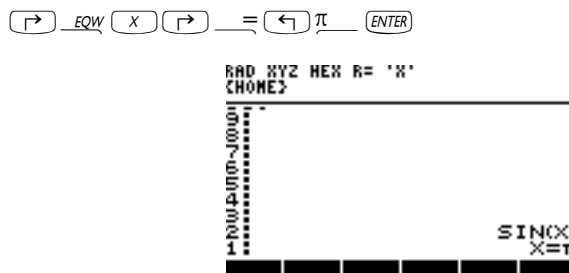 → EQW X → = ← π ENTER
RAD XYZ HEX R= 'X'
{HOME}
9:
8:
7:
6:
5:
4:
3:
2: SIN(X
1: X=π